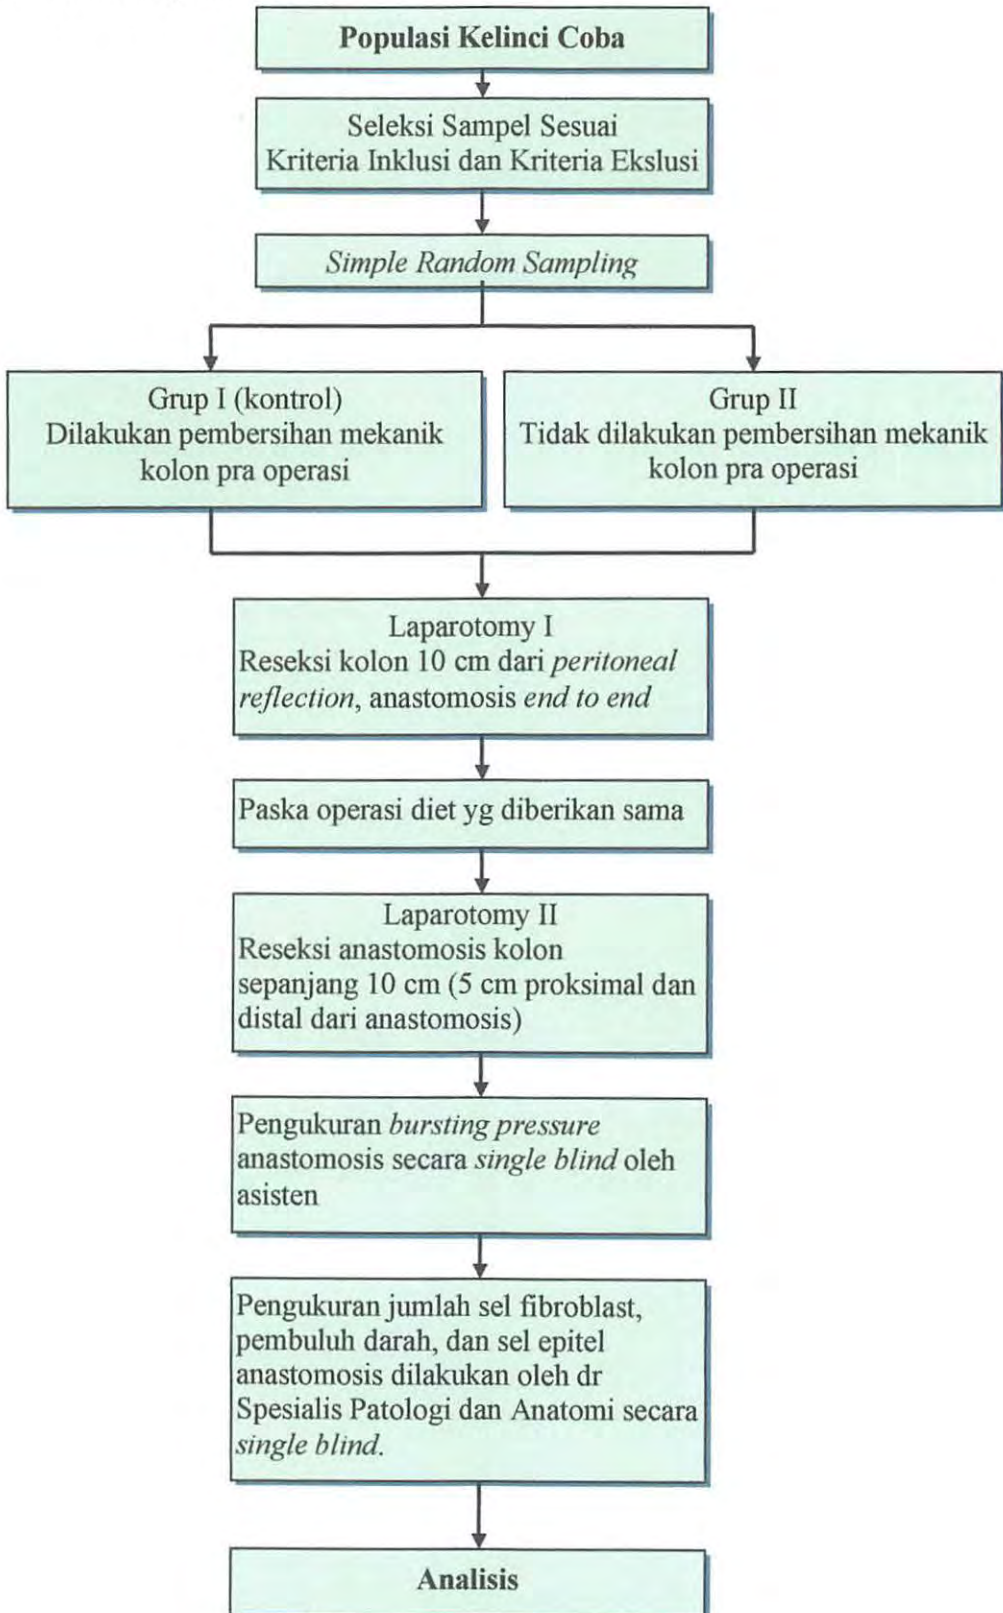 Populasi Kelinci Coba
Seleksi Sampel Sesuai
Kriteria Inklusi dan Kriteria Ekslusi
Simple Random Sampling
Grup I (kontrol)
Dilakukan pembersihan mekanik
kolon pra operasi
Grup II
Tidak dilakukan pembersihan mekanik
kolon pra operasi
Laparotomy I
Reseksi kolon 10 cm dari peritoneal
reflection, anastomosis end to end
Paska operasi diet yg diberikan sama
Laparotomy II
Reseksi anastomosis kolon
sepanjang 10 cm (5 cm proksimal dan
distal dari anastomosis)
Pengukuran bursting pressure
anastomosis secara single blind oleh
asisten
Pengukuran jumlah sel fibroblast,
pembuluh darah, dan sel epitel
anastomosis dilakukan oleh dr
Spesialis Patologi dan Anatomi secara
single blind.
Analisis